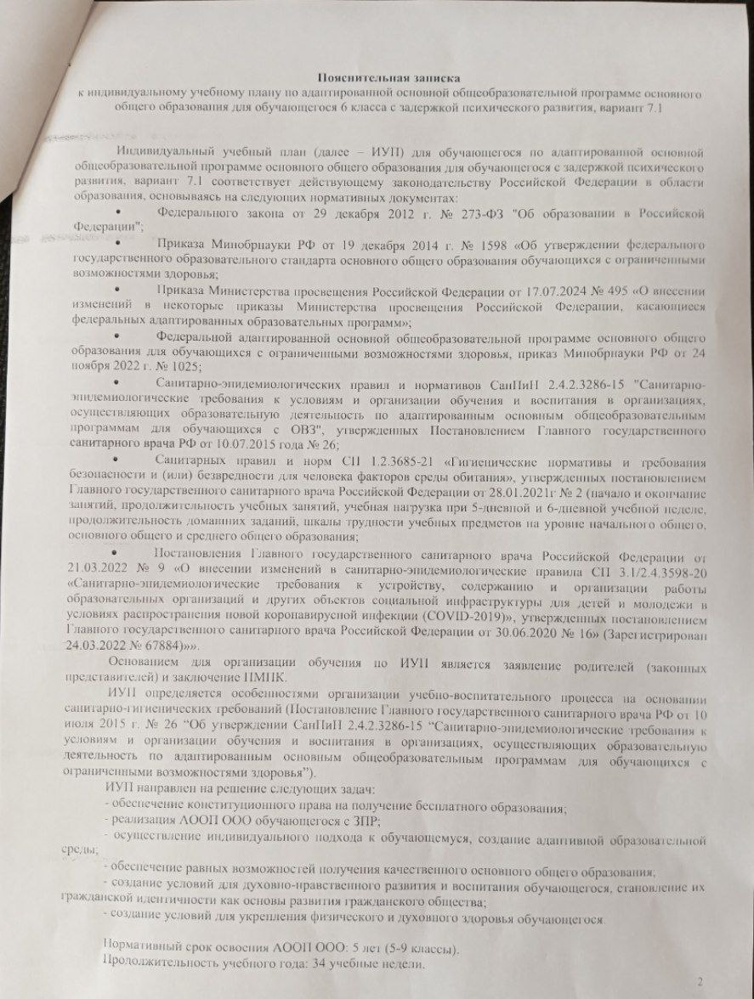 Пояснительная записка
к индивидуальному учебному плану по адаптированной основной общеобразовательной программе основного
общего образования для обучающегося 6 класса с задержкой психического развития, вариант 7.1
Индивидуальный учебный план (далее – ИУП) для обучающегося по адаптированной основной
общеобразовательной программе основного общего образования для обучающегося с задержкой психического
развития, вариант 7.1 соответствует действующему законодательству Российской Федерации в области
образования, основываясь на следующих нормативных документах:
• Федерального закона от 29 декабря 2012 г. № 273-ФЗ "Об образовании в Российской
Федерации";
• Приказа Минобрнауки РФ от 19 декабря 2014 г. № 1598 «Об утверждении федерального
государственного образовательного стандарта основного общего образования обучающихся с ограниченными
возможностями здоровья;
• Приказа Министерства просвещения Российской Федерации от 17.07.2024 № 495 «О внесении
изменений в некоторые приказы Министерства просвещения Российской Федерации, касающиеся
федеральных адаптированных образовательных программ»;
• Федеральной адаптированной основной общеобразовательной программе основного общего
образования для обучающихся с ограниченными возможностями здоровья, приказ Минобрнауки РФ от 24
ноября 2022 г. № 1025;
• Санитарно-эпидемиологических правил и нормативов СанПиН 2.4.2.3286-15 "Санитарно-
эпидемиологические требования к условиям и организации обучения и воспитания в организациях,
осуществляющих образовательную деятельность по адаптированным основным общеобразовательным
программам для обучающихся с ОВЗ", утвержденных Постановлением Главного государственного
санитарного врача РФ от 10.07.2015 года № 26;
• Санитарных правил и норм СП 1.2.3685-21 «Гигиенические нормативы и требования
безопасности и (или) безвредности для человека факторов среды обитания», утвержденных постановлением
Главного государственного санитарного врача Российской Федерации от 28.01.2021г № 2 (начало и окончание
занятий, продолжительность учебных занятий, учебная нагрузка при 5-дневной и 6-дневной учебной неделе,
продолжительность домашних заданий, шкалы трудности учебных предметов на уровне начального общего,
основного общего и среднего общего образования;
• Постановления Главного государственного санитарного врача Российской Федерации от
21.03.2022 № 9 «О внесении изменений в санитарно-эпидемиологические правила СП 3.1/2.4.3598-20
«Санитарно-эпидемиологические требования к устройству, содержанию и организации работы
образовательных организаций и других объектов социальной инфраструктуры для детей и молодежи в
условиях распространения новой коронавирусной инфекции (COVID-2019)», утвержденных постановлением
Главного государственного санитарного врача Российской Федерации от 30.06.2020 № 16» (Зарегистрирован
24.03.2022 № 67884)»».
Основанием для организации обучения по ИУП является заявление родителей (законных
представителей) и заключение ПМПК.
ИУП определяется особенностями организации учебно-воспитательного процесса на основании
санитарно-гигиенических требований (Постановление Главного государственного санитарного врача РФ от 10
июля 2015 г. № 26 “Об утверждении СанПиН 2.4.2.3286-15 “Санитарно-эпидемиологические требования к
условиям и организации обучения и воспитания в организациях, осуществляющих образовательную
деятельность по адаптированным основным общеобразовательным программам для обучающихся с
ограниченными возможностями здоровья”).
ИУП направлен на решение следующих задач:
- обеспечение конституционного права на получение бесплатного образования;
- реализация АООП ООО обучающегося с ЗПР;
- осуществление индивидуального подхода к обучающемуся, создание адаптивной образовательной
среды;
- обеспечение равных возможностей получения качественного основного общего образования;
- создание условий для духовно-нравственного развития и воспитания обучающегося, становление их
гражданской идентичности как основы развития гражданского общества;
- создание условий для укрепления физического и духовного здоровья обучающегося.
Нормативный срок освоения АООП ООО: 5 лет (5-9 классы).
Продолжительность учебного года: 34 учебные недели.
2